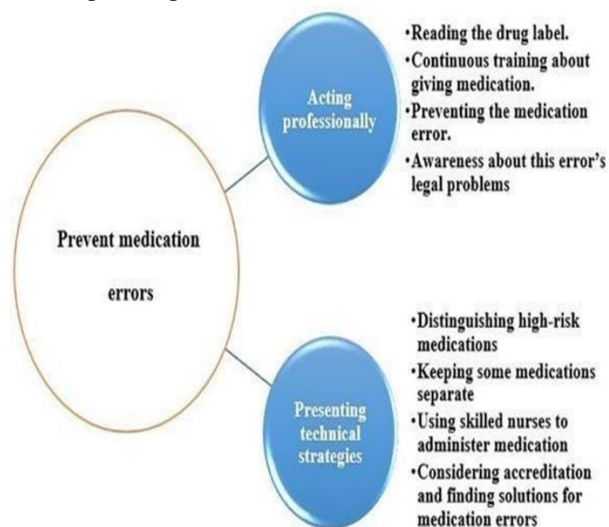 Prevent medication
errors
Acting
professionally
•Reading the drug label.
•Continuous training about
giving medication.
•Preventing the medication
error.
•Awareness about this error's
legal problems
Presenting
technical
strategies
•Distinguishing high-risk
medications
•Keeping some medications
separate
•Using skilled nurses to
administer medication
•Considering accreditation
and finding solutions for
medication errors